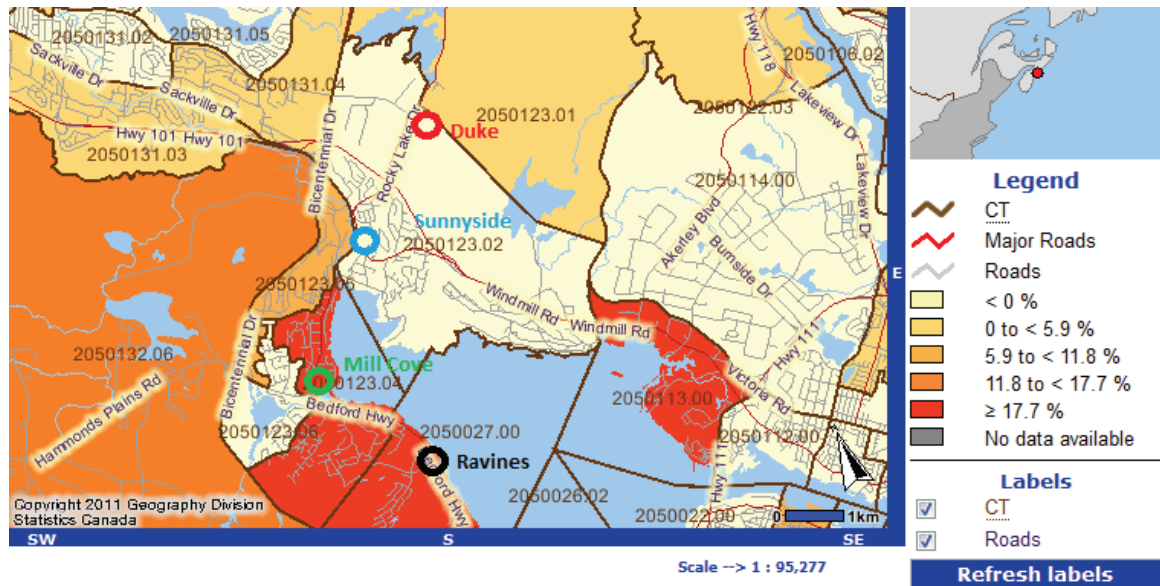 2050131.02
2050131.05
Sackville Dr
Sackville Dr
2050131.04
Hwy 101 Hwy 101
2050131.03
Bicentennial Dr
Rocky Lake Dr
Duke
2050123.01
Hwy 118
2050106.02
2050122.03
Lakeview Dr
Lakeview Dr
2050114.00
Akerley Blvd
Burnside Dr
Sunnyside
2050123.02
2050123.05
Windmill Rd
Windmill Rd
Hwy 111
Victoria Rd
2050132.06
Hammonds Plains Rd
Bicentennial Dr
Mill Cove
2050123.04
Bedford Hwy
2050123.06
2050027.00
Ravines
Bedford Hwy
2050113.00
2050112.00
Hwy 111
2050026.02
2050022.00
Copyright 2011 Geography Division
Statistics Canada
0 1km
E
SW S SE
Scale --> 1 : 95,277
Legend
CT
Major Roads
Roads
< 0 %
0 to < 5.9 %
5.9 to < 11.8 %
11.8 to < 17.7 %
≥ 17.7 %
No data available
Labels
CT
Roads
Refresh labels